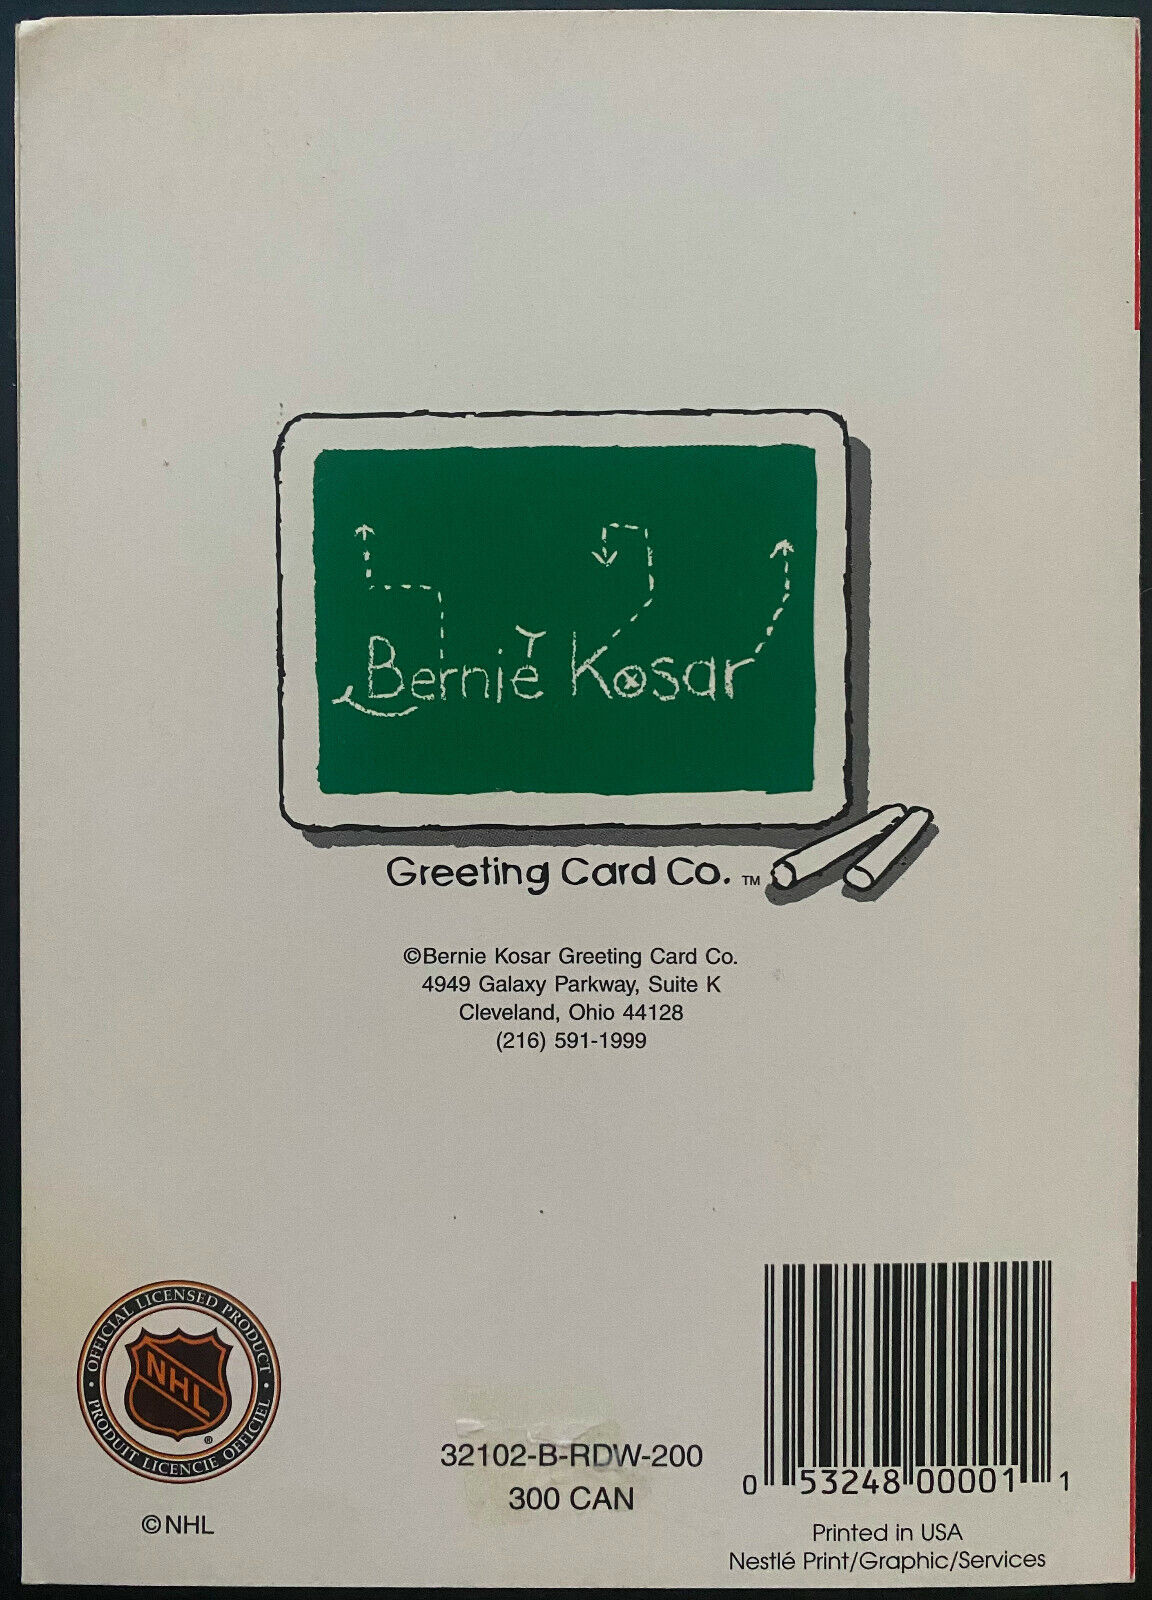 Bernie Kosar
Greeting Card Co. ™
©Bernie Kosar Greeting Card Co.
4949 Galaxy Parkway, Suite K
Cleveland, Ohio 44128
(216) 591-1999
OFFICIAL LICENSED PRODUCT
NHL
®
• PRODUIT LICENCIE OFFICIEL •
©NHL
32102-B-RDW-200
300 CAN
0 53248 00001 1
Printed in USA
Nestlé Print/Graphic/Services